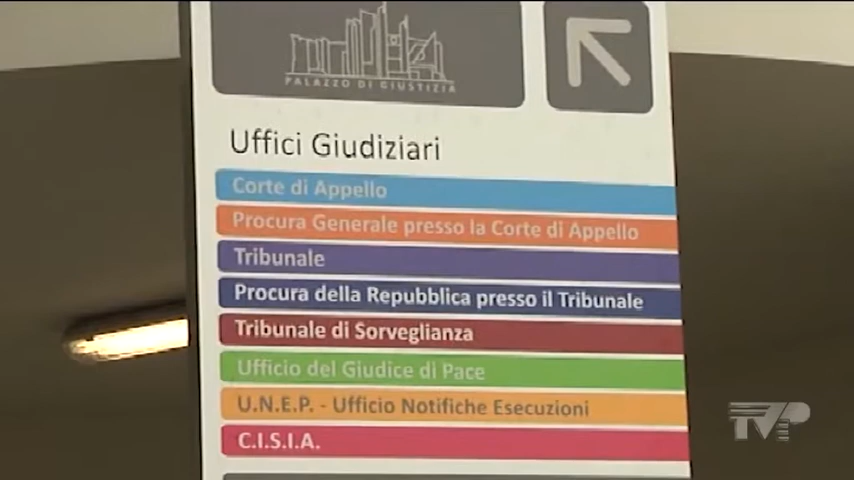 PALAZZO DI GIUSTIZIA
Uffici Giudiziari
Corte di Appello
Procura Generale presso la Corte di Appello
Tribunale
Procura della Repubblica presso il Tribunale
Tribunale di Sorveglianza
Ufficio del Giudice di Pace
U.N.E.P. - Ufficio Notifiche Esecuzioni
C.I.S.I.A.
TVP